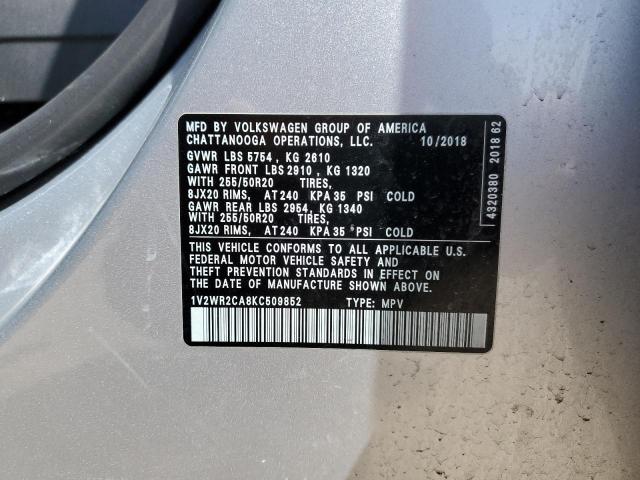 MFD BY VOLKSWAGEN GROUP OF AMERICA
CHATTANOOGA OPERATIONS, LLC. 10/2018
GVWR LBS 5754 , KG 2610
GAWR FRONT LBS 2910 , KG 1320
WITH 255/50R20 TIRES,
8JX20 RIMS, AT 240 KPA 35 PSI COLD
GAWR REAR LBS 2954, KG 1340
WITH 255/50R20 TIRES,
8JX20 RIMS, AT 240 KPA 35 PSI COLD
THIS VEHICLE CONFORMS TO ALL APPLICABLE U.S.
FEDERAL MOTOR VEHICLE SAFETY AND
THEFT PREVENTION STANDARDS IN EFFECT ON
THE DATE OF MANUFACTURE SHOWN ABOVE.
1V2WR2CA8KC509852 TYPE: MPV
4320380 2018 62